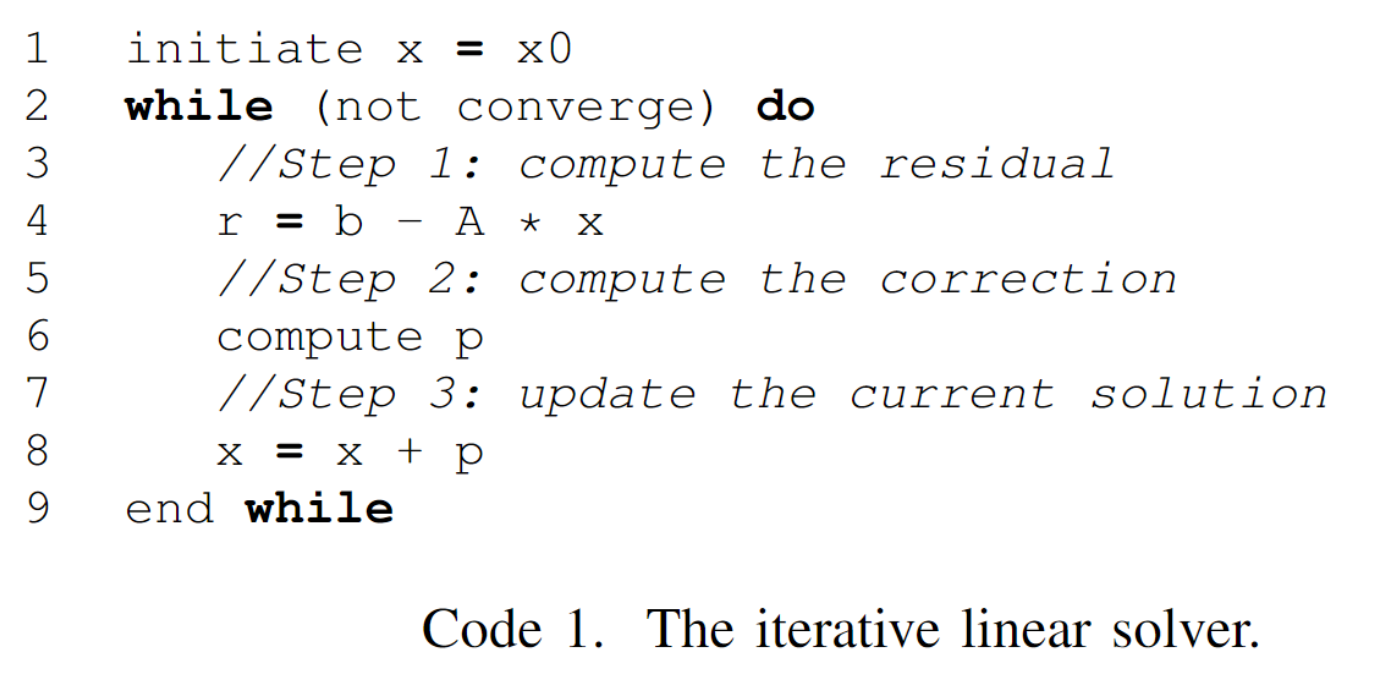 1 initiate x = x0
2 while (not converge) do
3 //Step 1: compute the residual
4 r = b - A * x
5 //Step 2: compute the correction
6 compute p
7 //Step 3: update the current solution
8 x = x + p
9 end while
Code 1. The iterative linear solver.